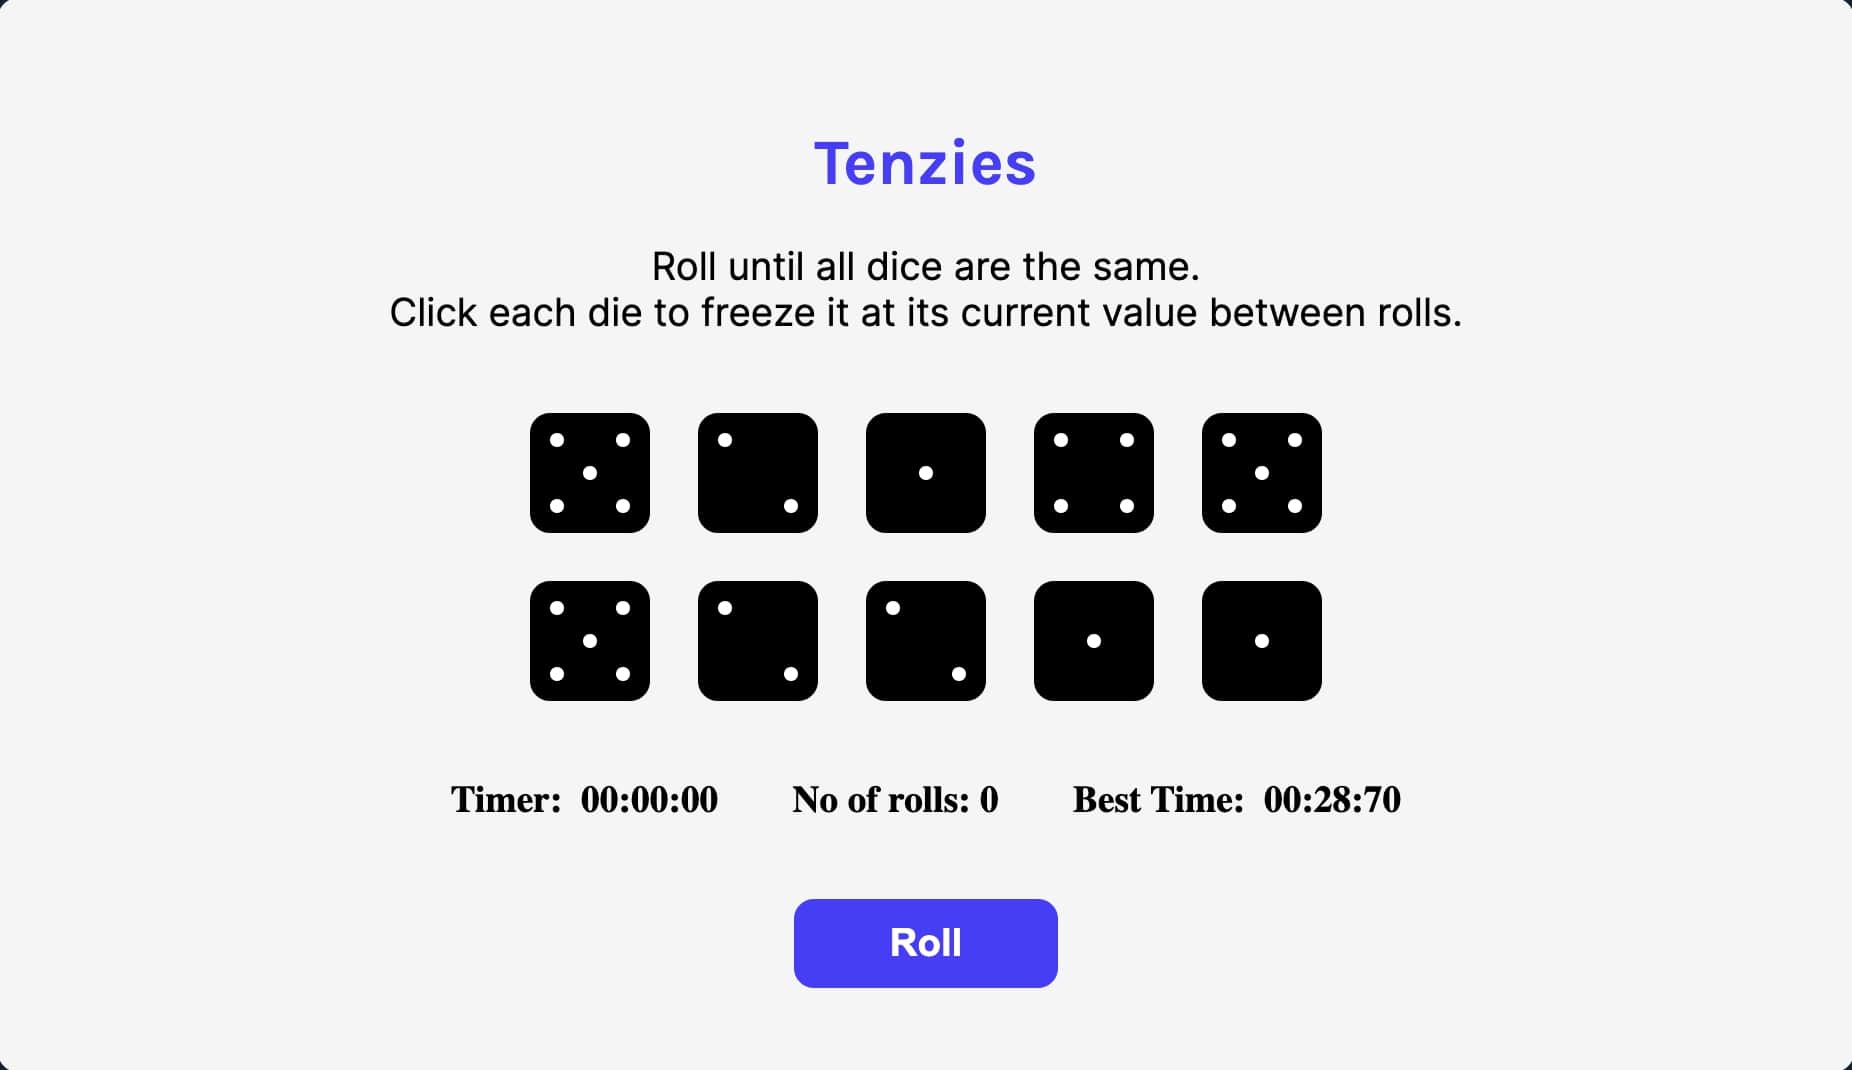 Tenzies
Roll until all dice are the same.
Click each die to freeze it at its current value between rolls.
Timer: 00:00:00 No of rolls: 0 Best Time: 00:28:70
Roll